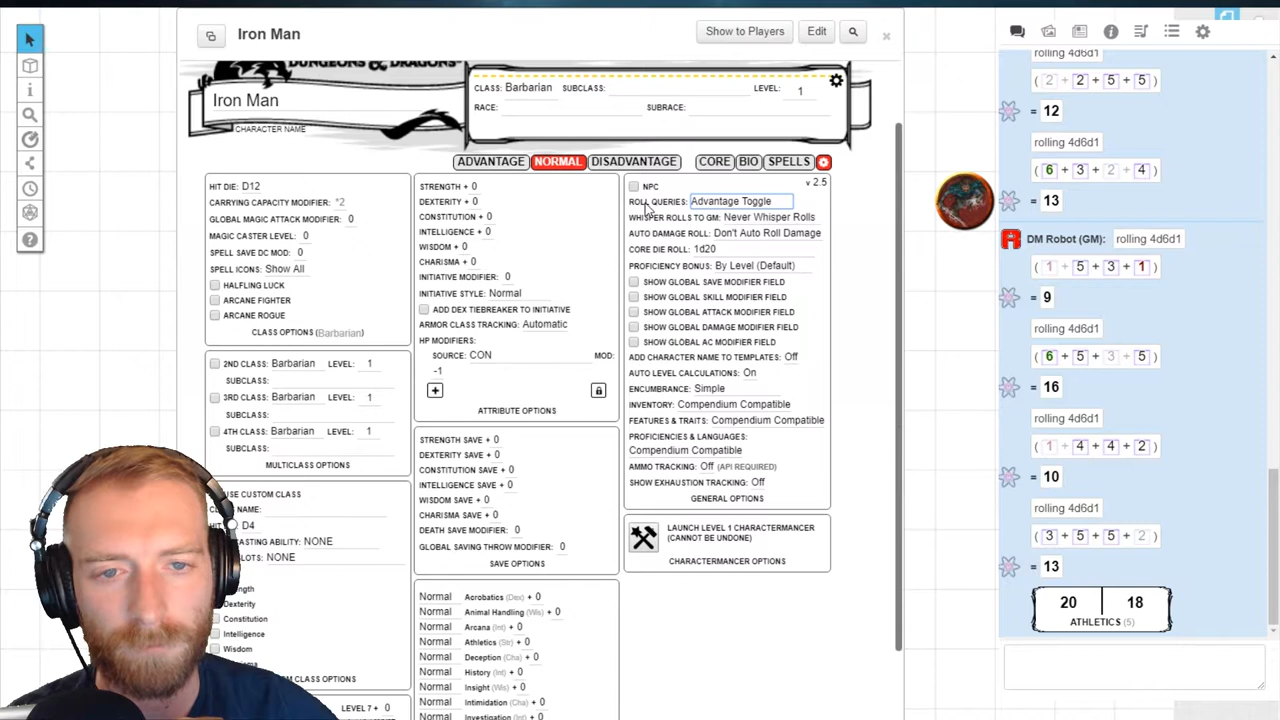 Iron Man
Show to Players
Edit
DUNGEONS & DRAGONS
Iron Man
CHARACTER NAME
CLASS: Barbarian SUBCLASS: LEVEL: 1
RACE: SUBRACE:
ADVANTAGE NORMAL DISADVANTAGE CORE BIO SPELLS
HIT DIE: D12
CARRYING CAPACITY MODIFIER: *2
GLOBAL MAGIC ATTACK MODIFIER: 0
MAGIC CASTER LEVEL: 0
SPELL SAVE DC MOD: 0
SPELL ICONS: Show All
HALFLING LUCK
ARCANE FIGHTER
ARCANE ROGUE
CLASS OPTIONS (Barbarian)
2ND CLASS: Barbarian LEVEL: 1
SUBCLASS:
3RD CLASS: Barbarian LEVEL: 1
SUBCLASS:
4TH CLASS: Barbarian LEVEL: 1
SUBCLASS:
MULTICLASS OPTIONS
USE CUSTOM CLASS
NAME:
D4
ASTING ABILITY: NONE
LOTS: NONE
Dexterity
Constitution
Intelligence
Wisdom
OPTIONS
LEVEL 7 + 0
STRENGTH + 0
DEXTERITY + 0
CONSTITUTION + 0
INTELLIGENCE + 0
WISDOM + 0
CHARISMA + 0
INITIATIVE MODIFIER: 0
INITIATIVE STYLE: Normal
ADD DEX TIEBREAKER TO INITIATIVE
ARMOR CLASS TRACKING: Automatic
HP MODIFIERS:
SOURCE: CON MOD:
-1
+
ATTRIBUTE OPTIONS
STRENGTH SAVE + 0
DEXTERITY SAVE + 0
CONSTITUTION SAVE + 0
INTELLIGENCE SAVE + 0
WISDOM SAVE + 0
CHARISMA SAVE + 0
DEATH SAVE MODIFIER: 0
GLOBAL SAVING THROW MODIFIER: 0
SAVE OPTIONS
Normal Acrobatics (Dex) + 0
Normal Animal Handling (Wis) + 0
Normal Arcana (Int) + 0
Normal Athletics (Str) + 0
Normal Deception (Cha) + 0
Normal History (Int) + 0
Normal Insight (Wis) + 0
Normal Intimidation (Cha) + 0
Normal Investigation (Int) + 0
NPC v 2.5
ROLL QUERIES: Advantage Toggle
WHISPER ROLLS TO GM: Never Whisper Rolls
AUTO DAMAGE ROLL: Don't Auto Roll Damage
CORE DIE ROLL: 1d20
PROFICIENCY BONUS: By Level (Default)
SHOW GLOBAL SAVE MODIFIER FIELD
SHOW GLOBAL SKILL MODIFIER FIELD
SHOW GLOBAL ATTACK MODIFIER FIELD
SHOW GLOBAL DAMAGE MODIFIER FIELD
SHOW GLOBAL AC MODIFIER FIELD
ADD CHARACTER NAME TO TEMPLATES: Off
AUTO LEVEL CALCULATIONS: On
ENCUMBRANCE: Simple
INVENTORY: Compendium Compatible
FEATURES & TRAITS: Compendium Compatible
PROFICIENCIES & LANGUAGES:
Compendium Compatible
AMMO TRACKING: Off (API REQUIRED)
SHOW EXHAUSTION TRACKING: Off
GENERAL OPTIONS
LAUNCH LEVEL 1 CHARACTERMANCER
(CANNOT BE UNDONE)
CHARACTERMANCER OPTIONS
rolling 4d6d1
( 2 + 2 + 5 + 5 )
= 12
rolling 4d6d1
( 6 + 3 + 2 + 4 )
= 13
DM Robot (GM): rolling 4d6d1
( 1 + 5 + 3 + 1 )
= 9
rolling 4d6d1
( 6 + 5 + 3 + 5 )
= 16
rolling 4d6d1
( 1 + 4 + 4 + 2 )
= 10
rolling 4d6d1
( 3 + 5 + 5 + 2 )
= 13
20 18
ATHLETICS (5)